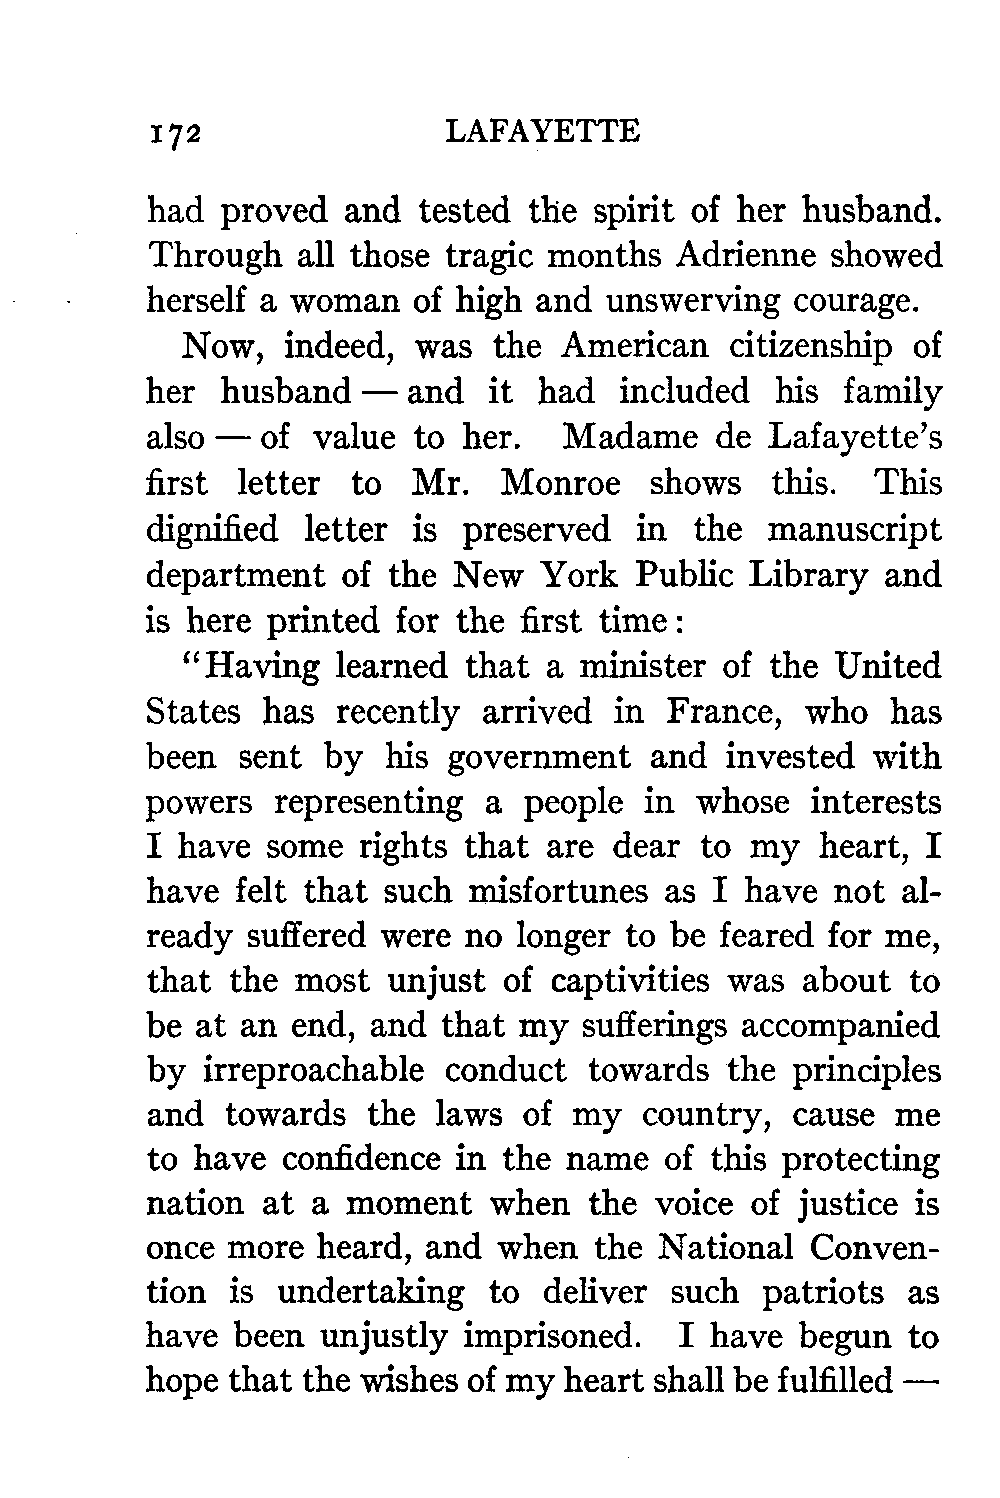 172 LAFAYETTE
had proved and tested the spirit of her husband.
Through all those tragic months Adrienne showed
herself a woman of high and unswerving courage.
Now, indeed, was the American citizenship of
her husband — and it had included his family
also — of value to her. Madame de Lafayette's
first letter to Mr. Monroe shows this. This
dignified letter is preserved in the manuscript
department of the New York Public Library and
is here printed for the first time:
"Having learned that a minister of the United
States has recently arrived in France, who has
been sent by his government and invested with
powers representing a people in whose interests
I have some rights that are dear to my heart, I
have felt that such misfortunes as I have not al-
ready suffered were no longer to be feared for me,
that the most unjust of captivities was about to
be at an end, and that my sufferings accompanied
by irreproachable conduct towards the principles
and towards the laws of my country, cause me
to have confidence in the name of this protecting
nation at a moment when the voice of justice is
once more heard, and when the National Conven-
tion is undertaking to deliver such patriots as
have been unjustly imprisoned. I have begun to
hope that the wishes of my heart shall be fulfilled —